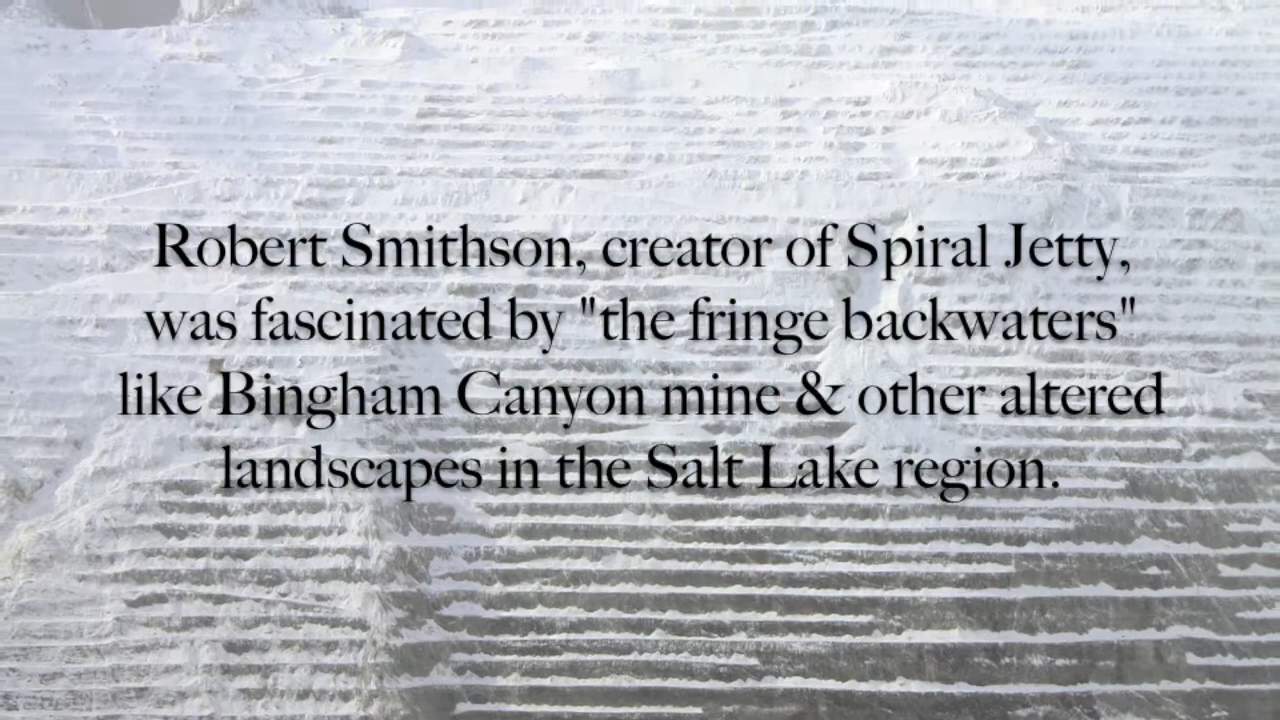 Robert Smithson, creator of Spiral Jetty,
was fascinated by "the fringe backwaters"
like Bingham Canyon mine & other altered
landscapes in the Salt Lake region.